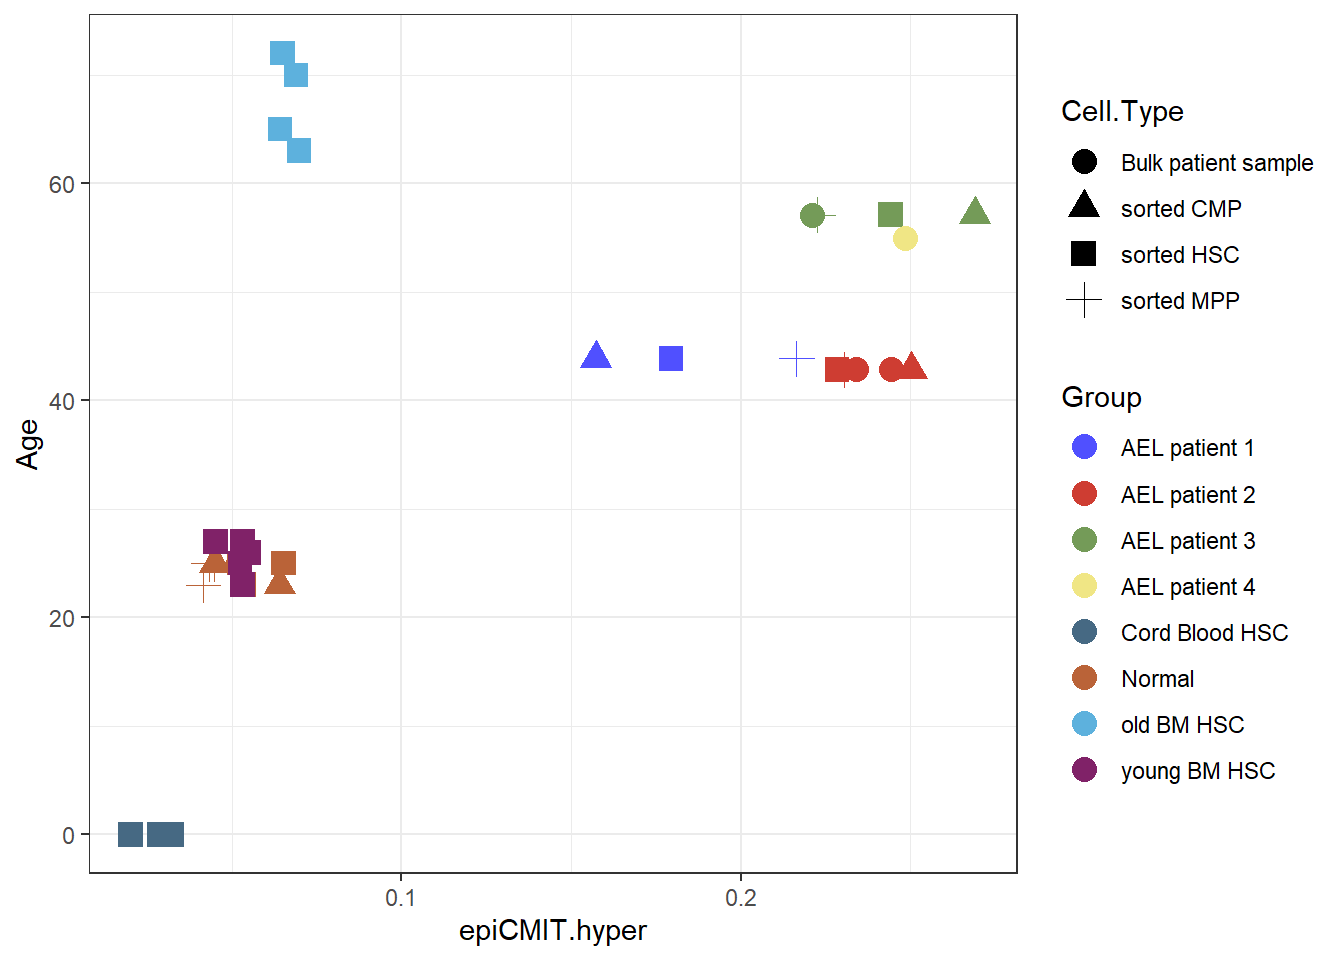 60
40
20
0
Age
0.1
0.2
epiCMIT.hyper
Cell.Type
Bulk patient sample
sorted CMP
sorted HSC
sorted MPP
Group
AEL patient 1
AEL patient 2
AEL patient 3
AEL patient 4
Cord Blood HSC
Normal
old BM HSC
young BM HSC